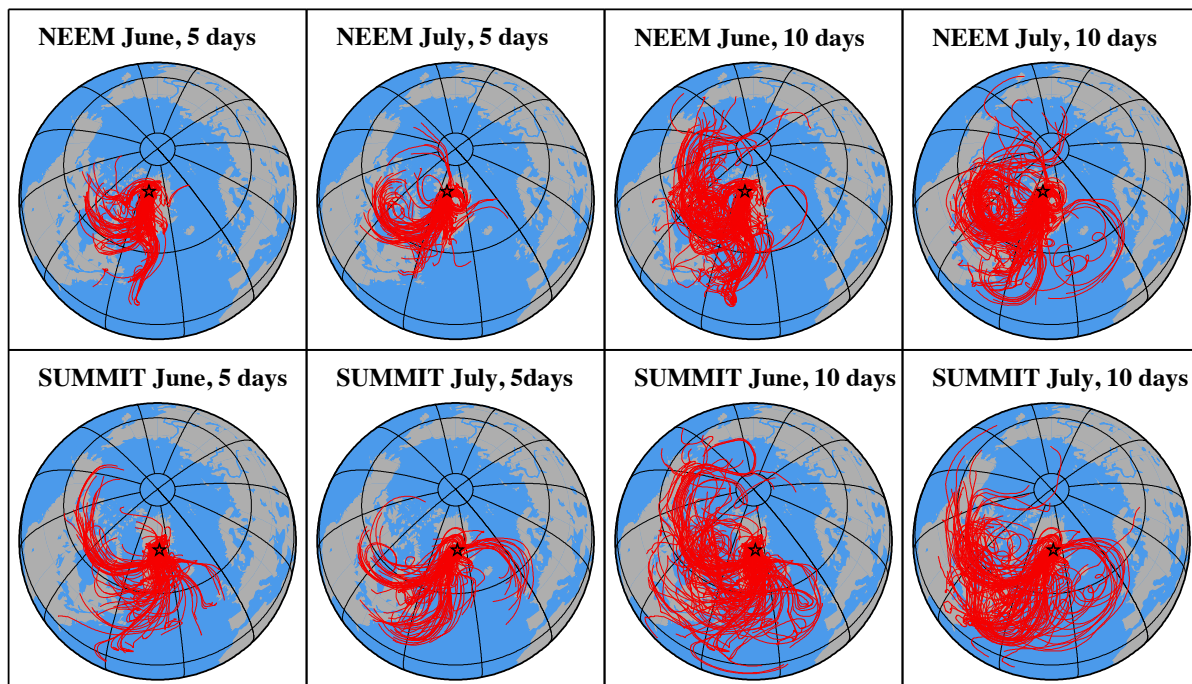 NEEM June, 5 days
NEEM July, 5 days
NEEM June, 10 days
NEEM July, 10 days
SUMMIT June, 5 days
SUMMIT July, 5days
SUMMIT June, 10 days
SUMMIT July, 10 days